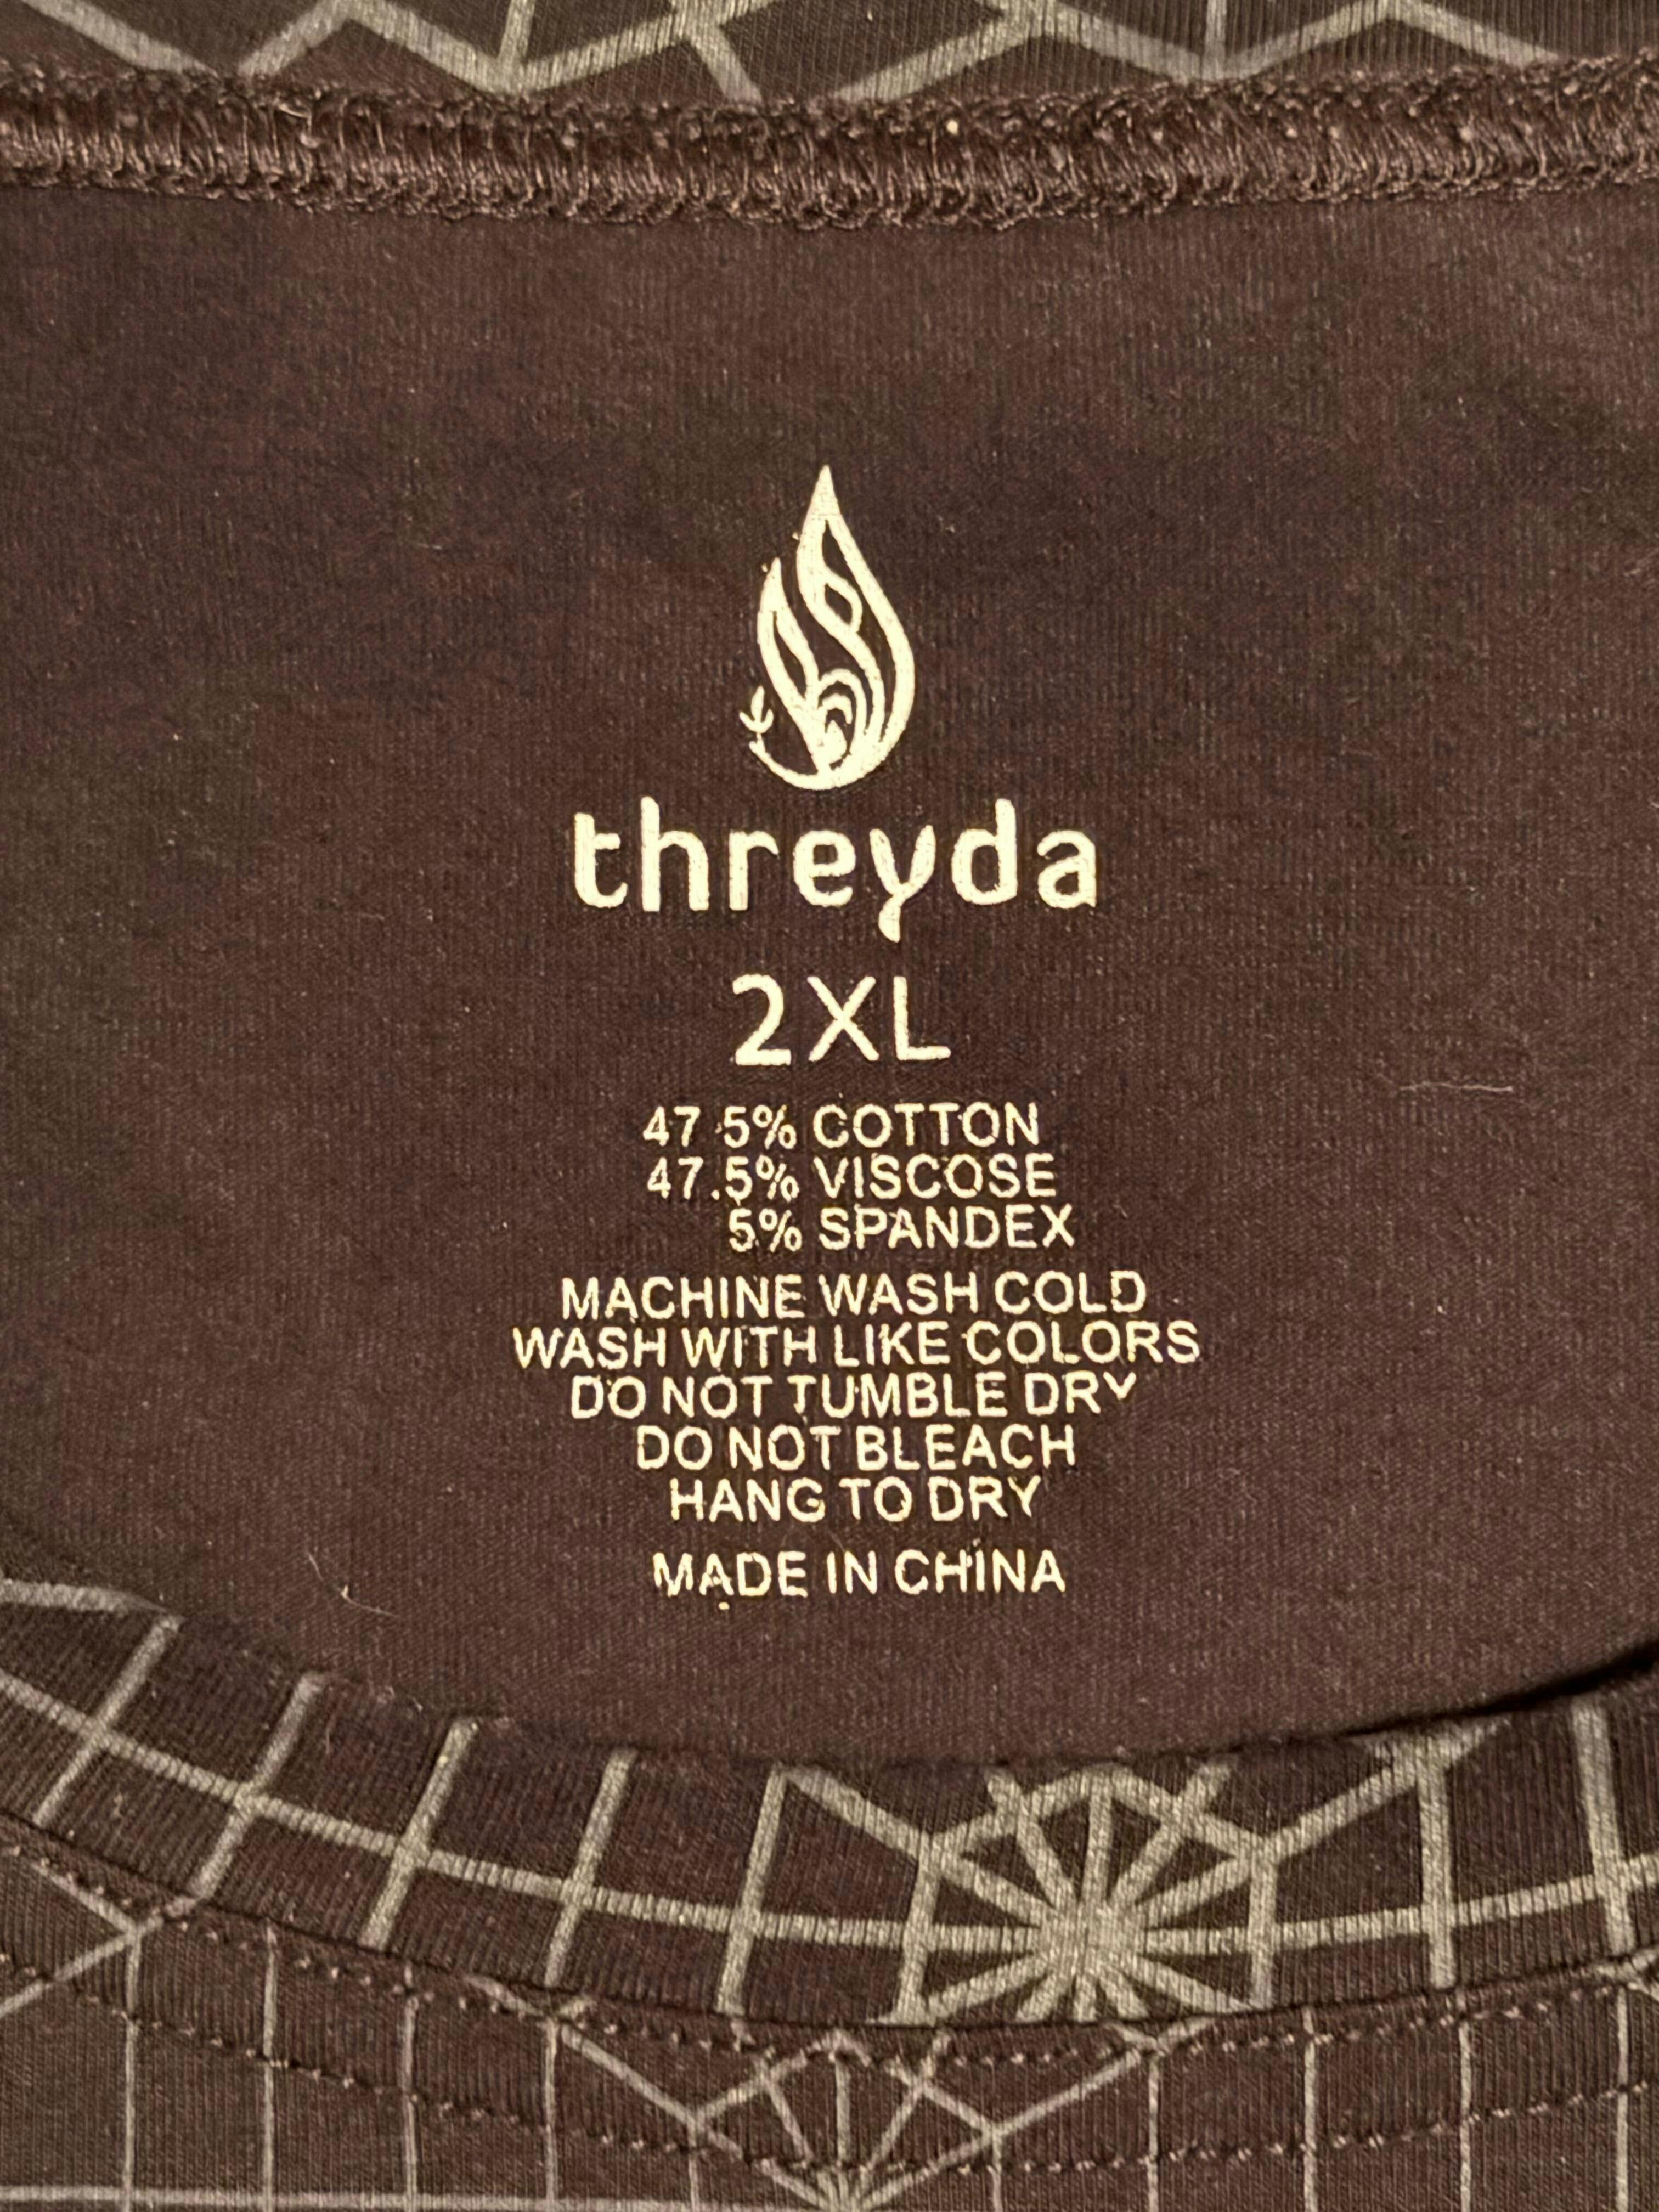 threyda
2XL
47.5% COTTON
47.5% VISCOSE
5% SPANDEX
MACHINE WASH COLD
WASH WITH LIKE COLORS
DO NOT TUMBLE DRY
DO NOT BLEACH
HANG TO DRY
MADE IN CHINA